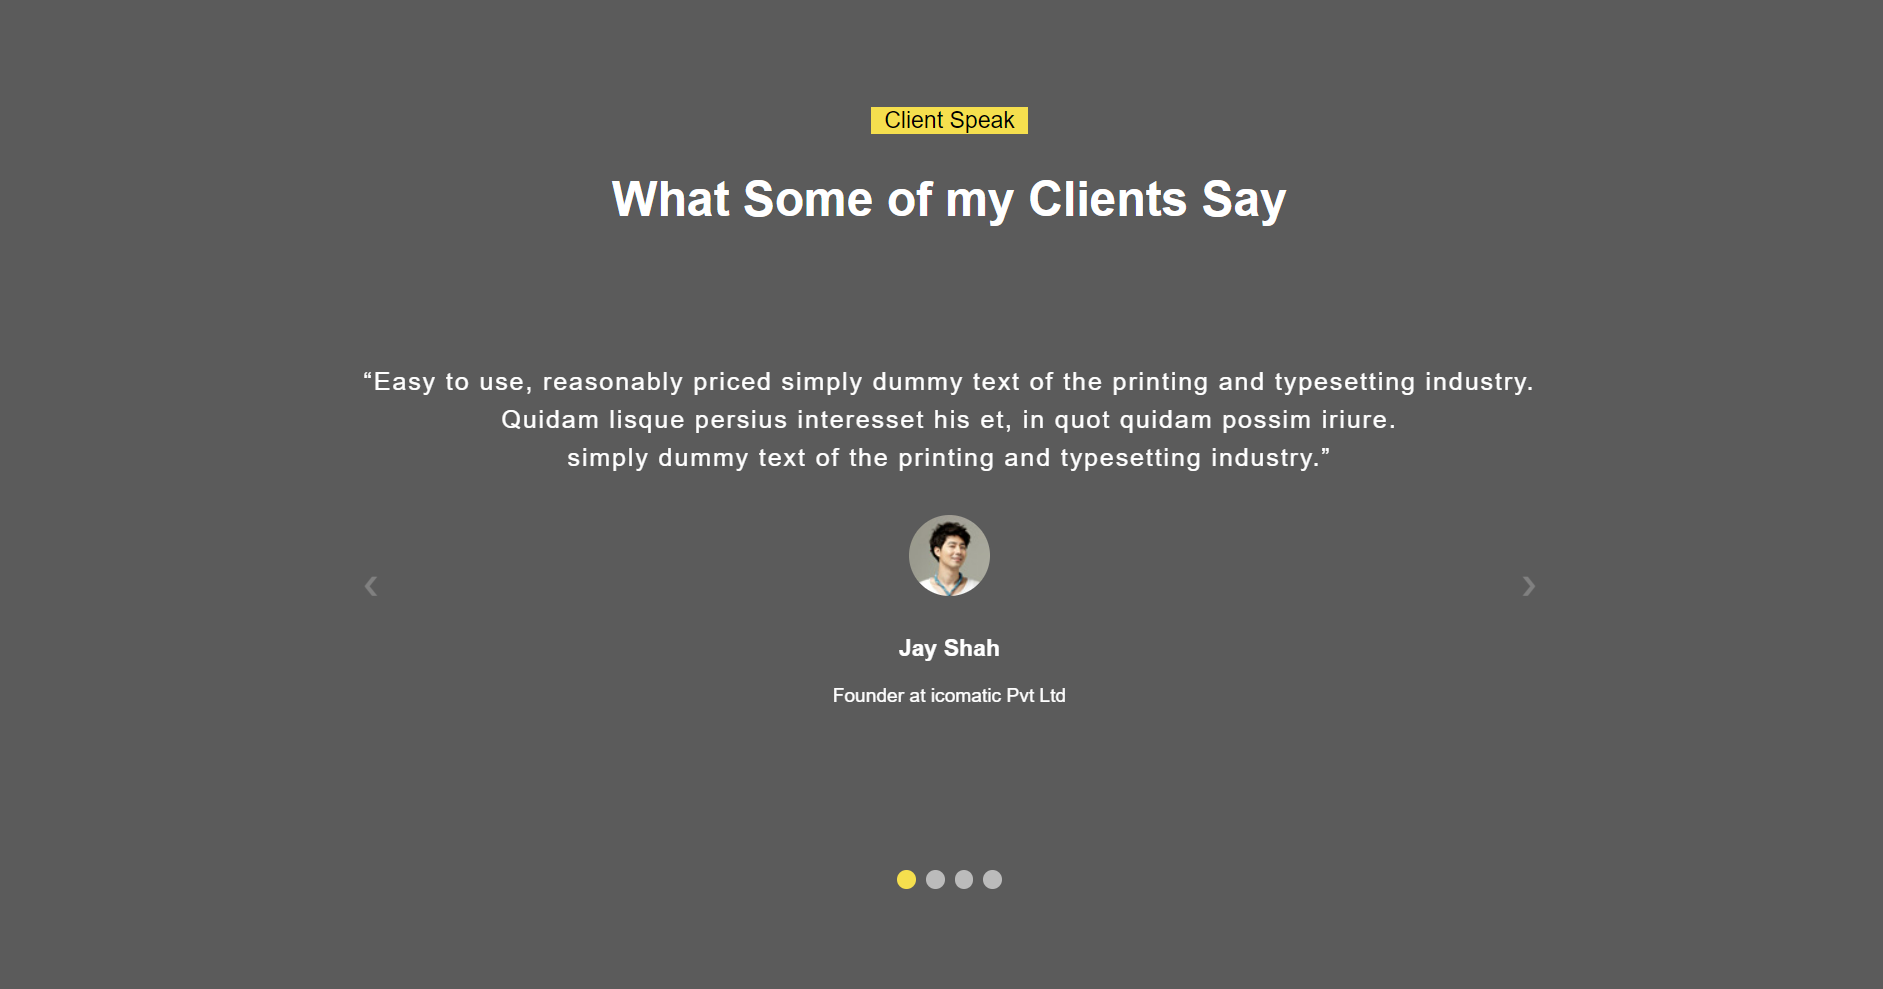 Client Speak
What Some of my Clients Say
“Easy to use, reasonably priced simply dummy text of the printing and typesetting industry.
Quidam lisque persius interesset his et, in quot quidam possim iriure.
simply dummy text of the printing and typesetting industry.”
Jay Shah
Founder at icomatic Pvt Ltd